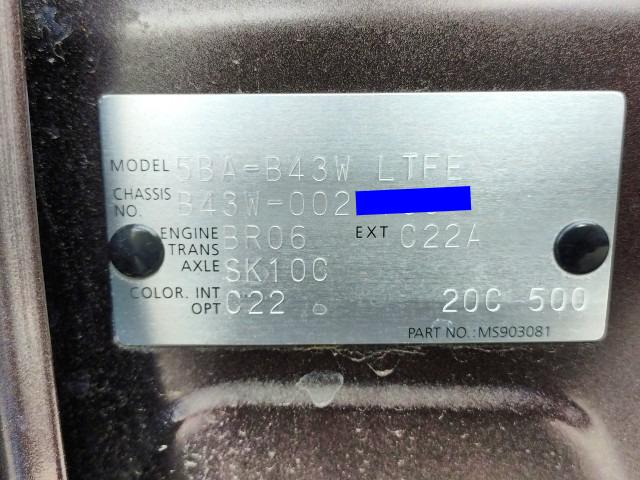 MODEL 5BA-B43W LTFE
CHASSIS NO. B43W-002
ENGINE BR06 EXT C22A
TRANS AXLE SK10C
COLOR. INT C22 20C 500
OPT
PART NO.: MS903081